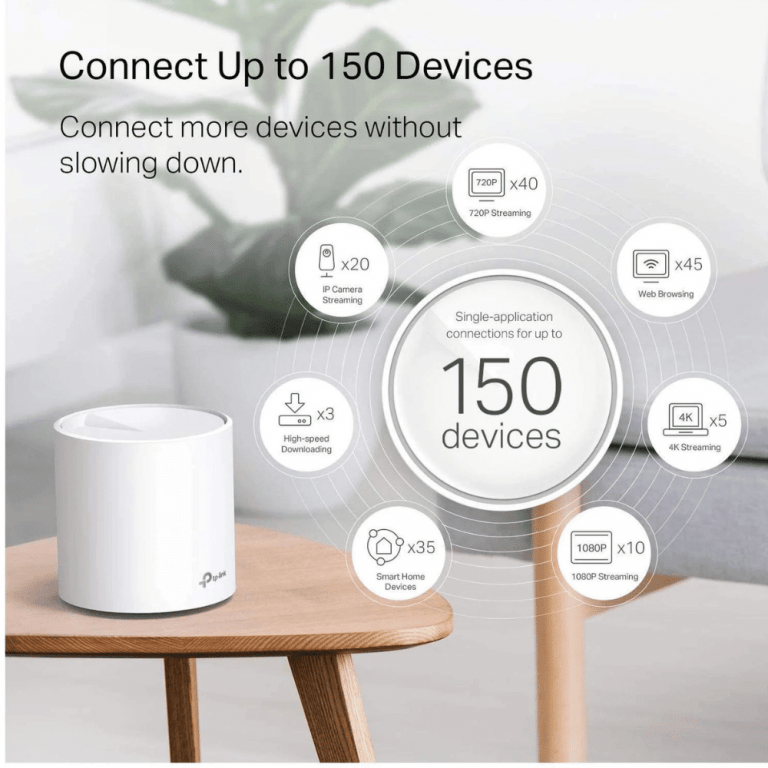 Connect Up to 150 Devices
Connect more devices without
slowing down.
720P x40
720P Streaming
x20
IP Camera
Streaming
x45
Web Browsing
Single-application
connections for up to
150
devices
x3
High-speed
Downloading
4K x5
4K Streaming
x35
Smart Home
Devices
1080P x10
1080P Streaming
tp-link